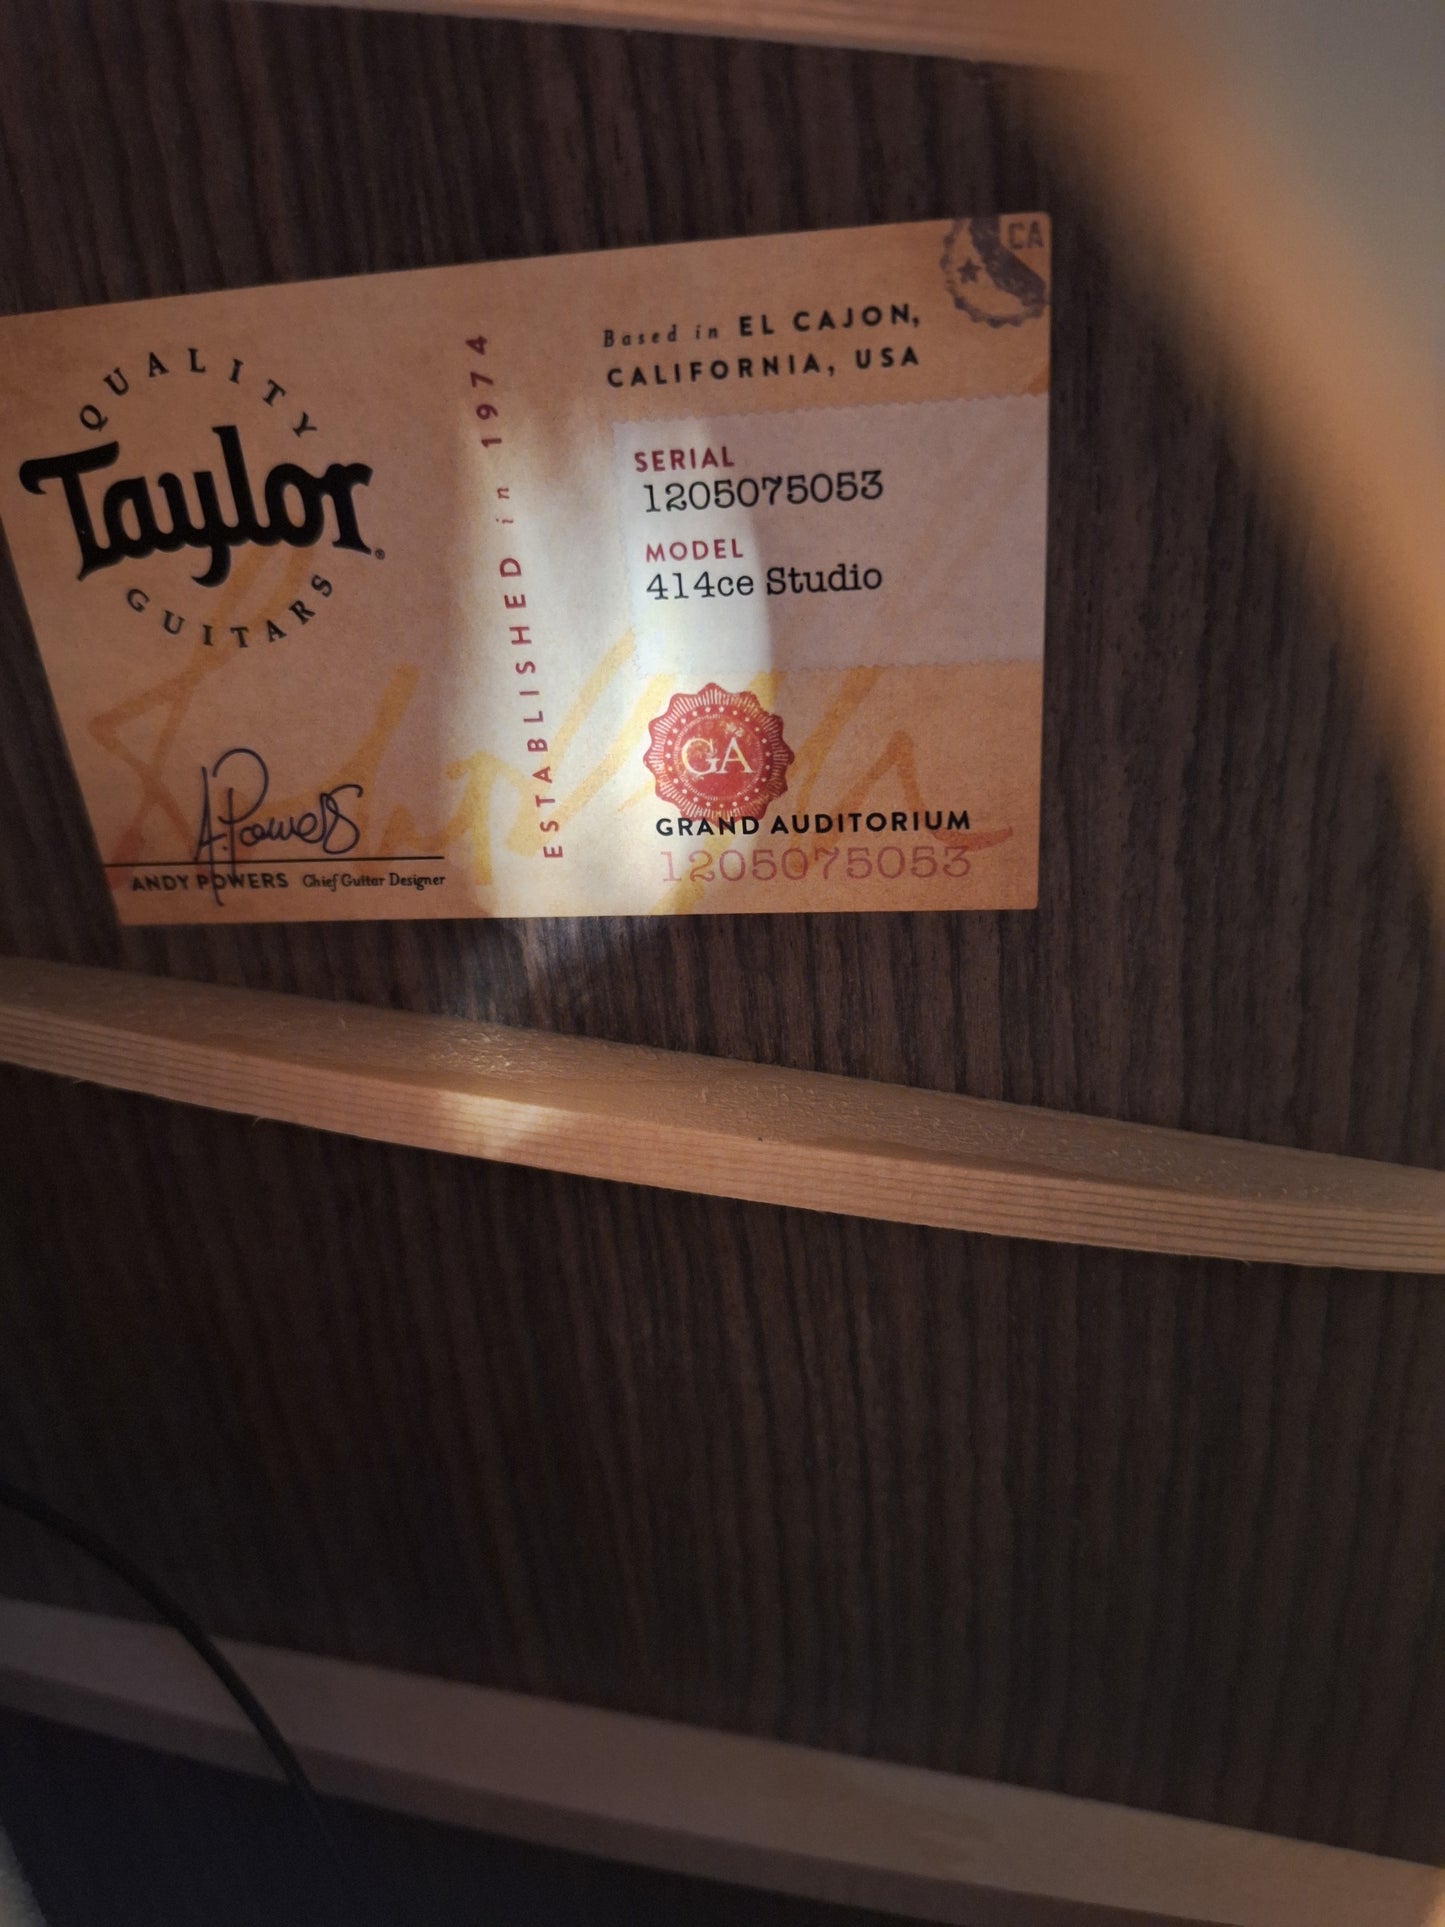 QUALITY
Taylor®
GUITARS
A.Powers
ANDY POWERS Chief Guitar Designer
ESTABLISHED in 1974
CA
Based in EL CAJON,
CALIFORNIA, USA
SERIAL
1205075053
MODEL
414ce Studio
GA
GRAND AUDITORIUM
1205075053